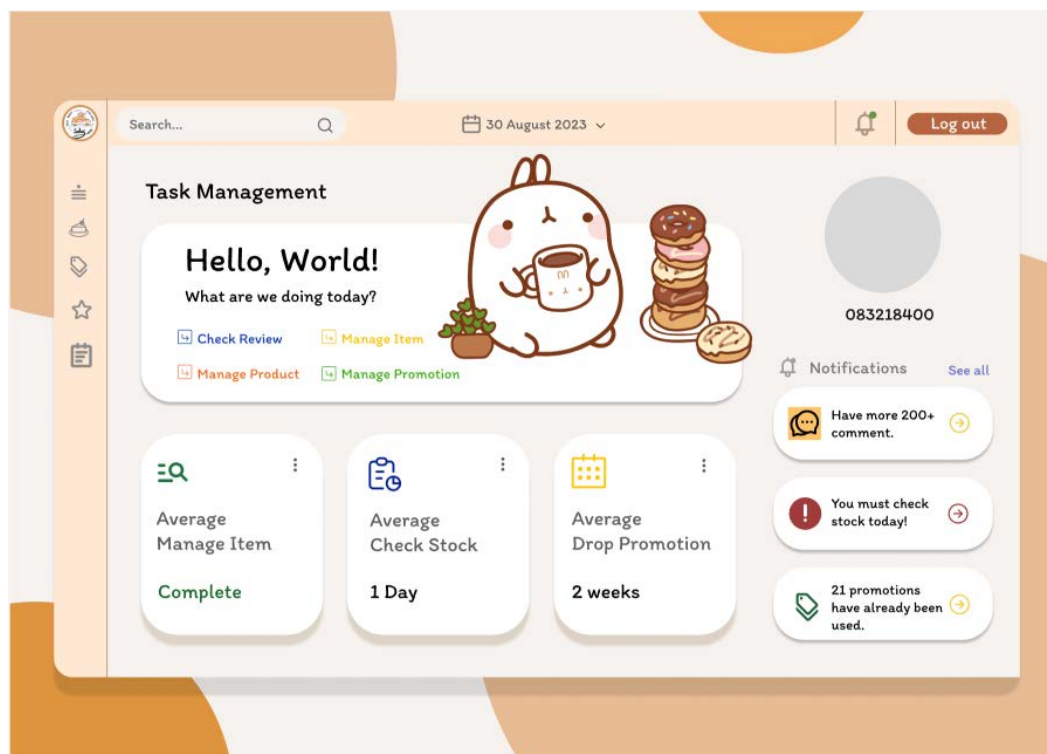 Search...
30 August 2023
Log out
Task Management
Hello, World!
What are we doing today?
Check Review
Manage Item
Manage Product
Manage Promotion
083218400
Notifications
See all
Have more 200+
comment.
You must check
stock today!
21 promotions
have already been
used.
Average
Manage Item
Complete
Average
Check Stock
1 Day
Average
Drop Promotion
2 weeks